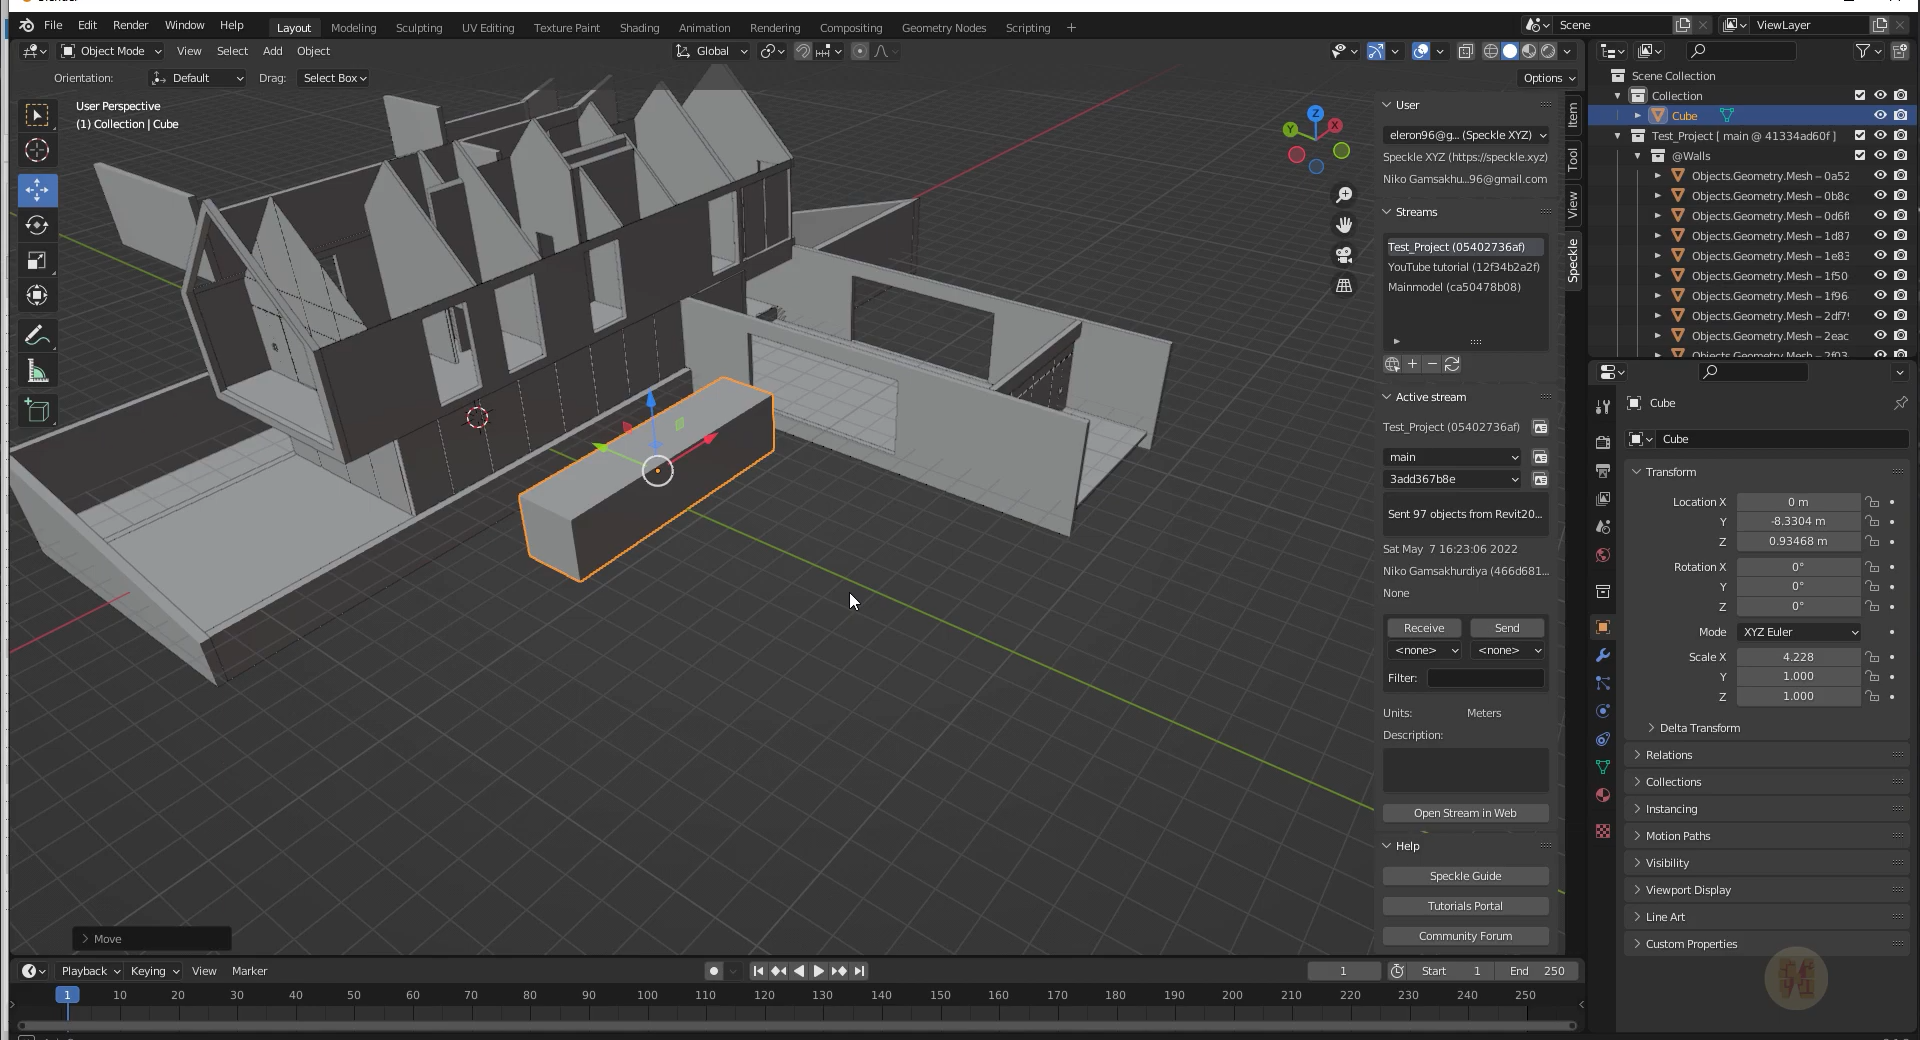 File Edit Render Window Help
Layout Modeling Sculpting UV Editing Texture Paint Shading Animation Rendering Compositing Geometry Nodes Scripting +
Scene
ViewLayer
Object Mode View Select Add Object
Global
Orientation: Default Drag: Select Box
Options
User Perspective
(1) Collection | Cube
Z
Y
X
Item
Tool
View
Speckle
User
eleron96@g... (Speckle XYZ)
Speckle XYZ (https://speckle.xyz)
Niko Gamsakhu...96@gmail.com
Streams
Test_Project (05402736af)
YouTube tutorial (12f34b2a2f)
Mainmodel (ca50478b08)
Active stream
Test_Project (05402736af)
main
3add367b8e
Sent 97 objects from Revit20...
Sat May 7 16:23:06 2022
Niko Gamsakhurdiya (466d681...
None
Receive Send
<none> <none>
Filter:
Units: Meters
Description:
Open Stream in Web
Help
Speckle Guide
Tutorials Portal
Community Forum
Scene Collection
Collection
Cube
Test_Project [ main @ 41334ad60f ]
@Walls
Objects.Geometry.Mesh – 0a52
Objects.Geometry.Mesh – 0b8c
Objects.Geometry.Mesh – 0d6f
Objects.Geometry.Mesh – 1d87
Objects.Geometry.Mesh – 1e83
Objects.Geometry.Mesh – 1f50
Objects.Geometry.Mesh – 1f96
Objects.Geometry.Mesh – 2df7
Objects.Geometry.Mesh – 2eac
Objects.Geometry.Mesh – 2f03
Cube
Cube
Transform
Location X 0 m
Y -8.3304 m
Z 0.93468 m
Rotation X 0°
Y 0°
Z 0°
Mode XYZ Euler
Scale X 4.228
Y 1.000
Z 1.000
Delta Transform
Relations
Collections
Instancing
Motion Paths
Visibility
Viewport Display
Line Art
Custom Properties
Move
Playback Keying View Marker
1 Start 1 End 250
1 10 20 30 40 50 60 70 80 90 100 110 120 130 140 150 160 170 180 190 200 210 220 230 240 250